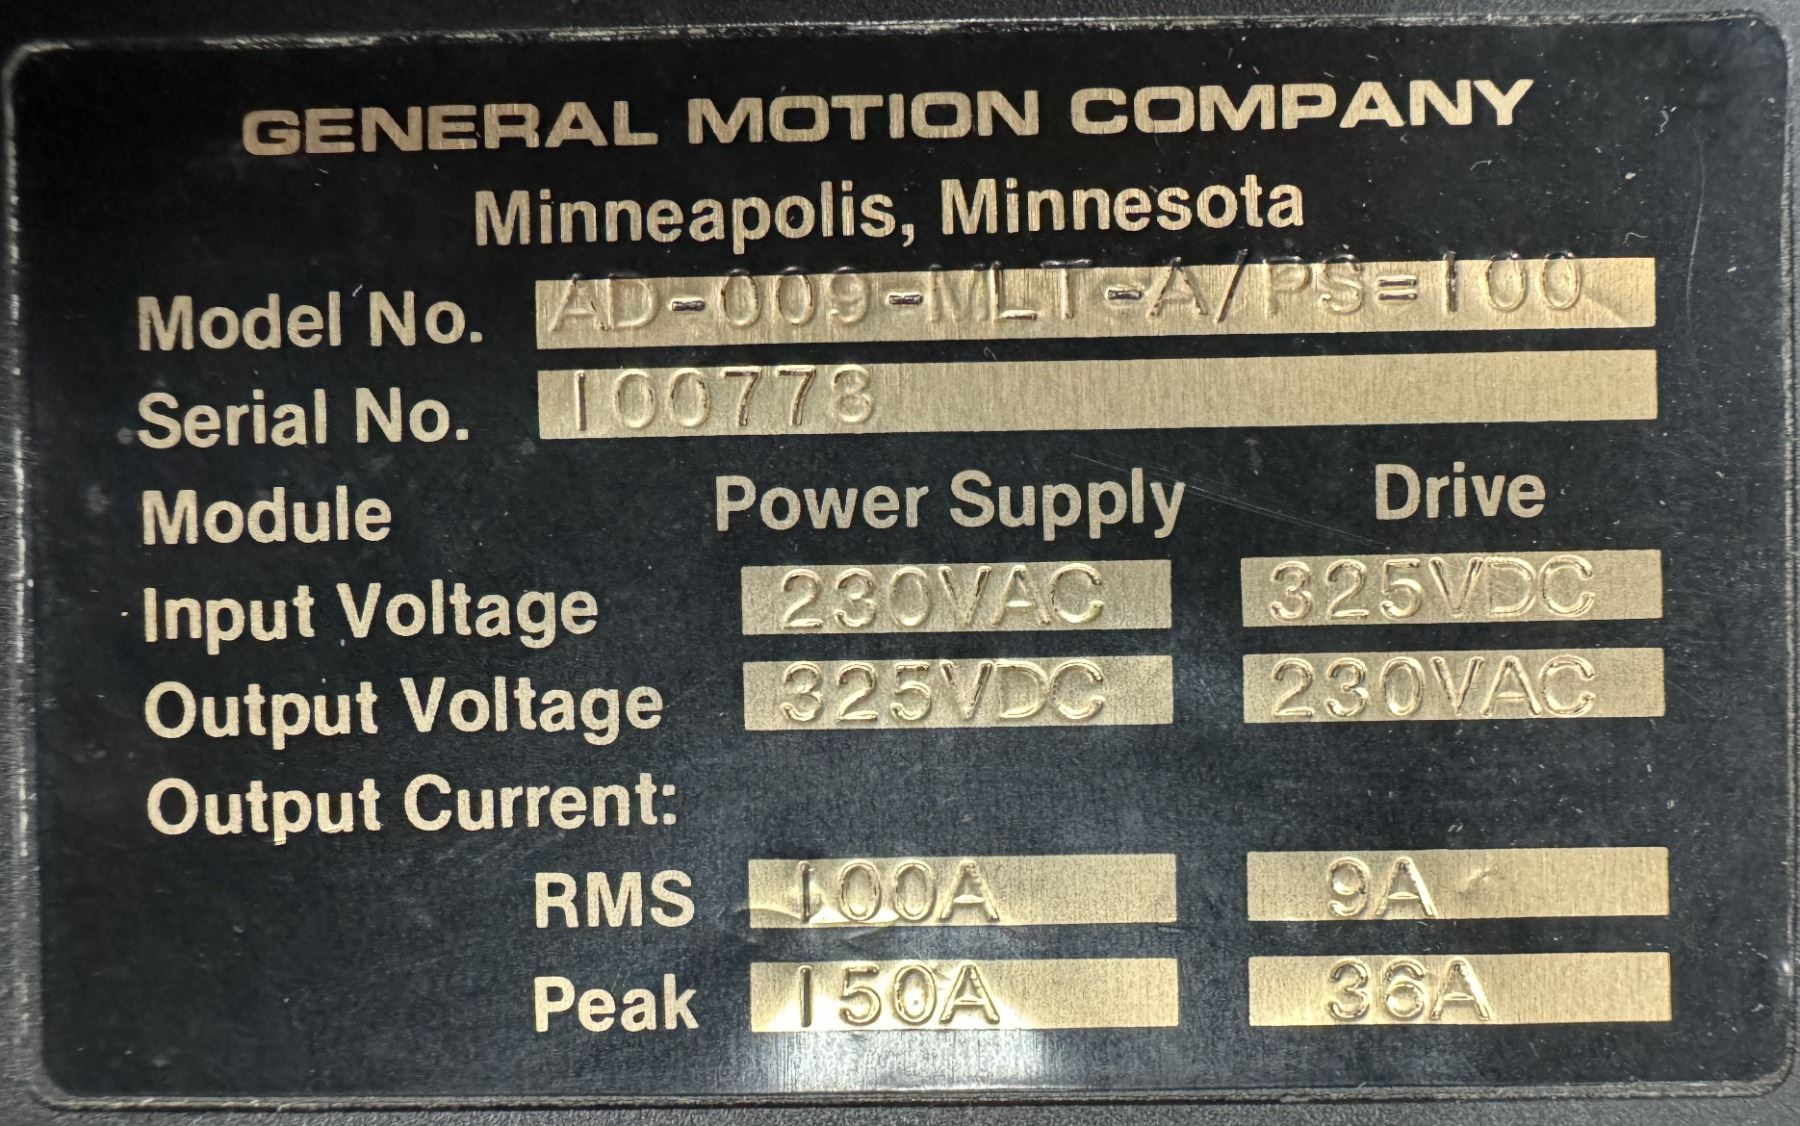 GENERAL MOTION COMPANY
Minneapolis, Minnesota
Model No. AD-009-MLT-A/PS=100
Serial No. 100778
Module Power Supply Drive
Input Voltage 230VAC 325VDC
Output Voltage 325VDC 230VAC
Output Current:
RMS 100A 9A
Peak 150A 36A